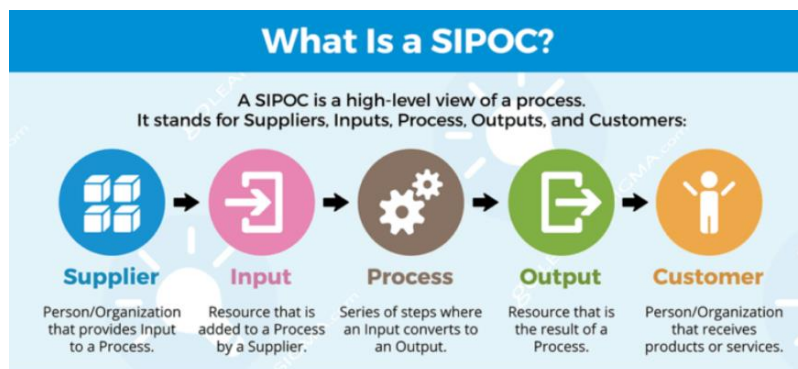 What Is a SIPOC?
A SIPOC is a high-level view of a process.
It stands for Suppliers, Inputs, Process, Outputs, and Customers:
Supplier
Person/Organization
that provides Input
to a Process.
Input
Resource that is
added to a Process
by a Supplier.
Process
Series of steps where
an Input converts to
an Output.
Output
Resource that is
the result of a
Process.
Customer
Person/Organization
that receives
products or services.